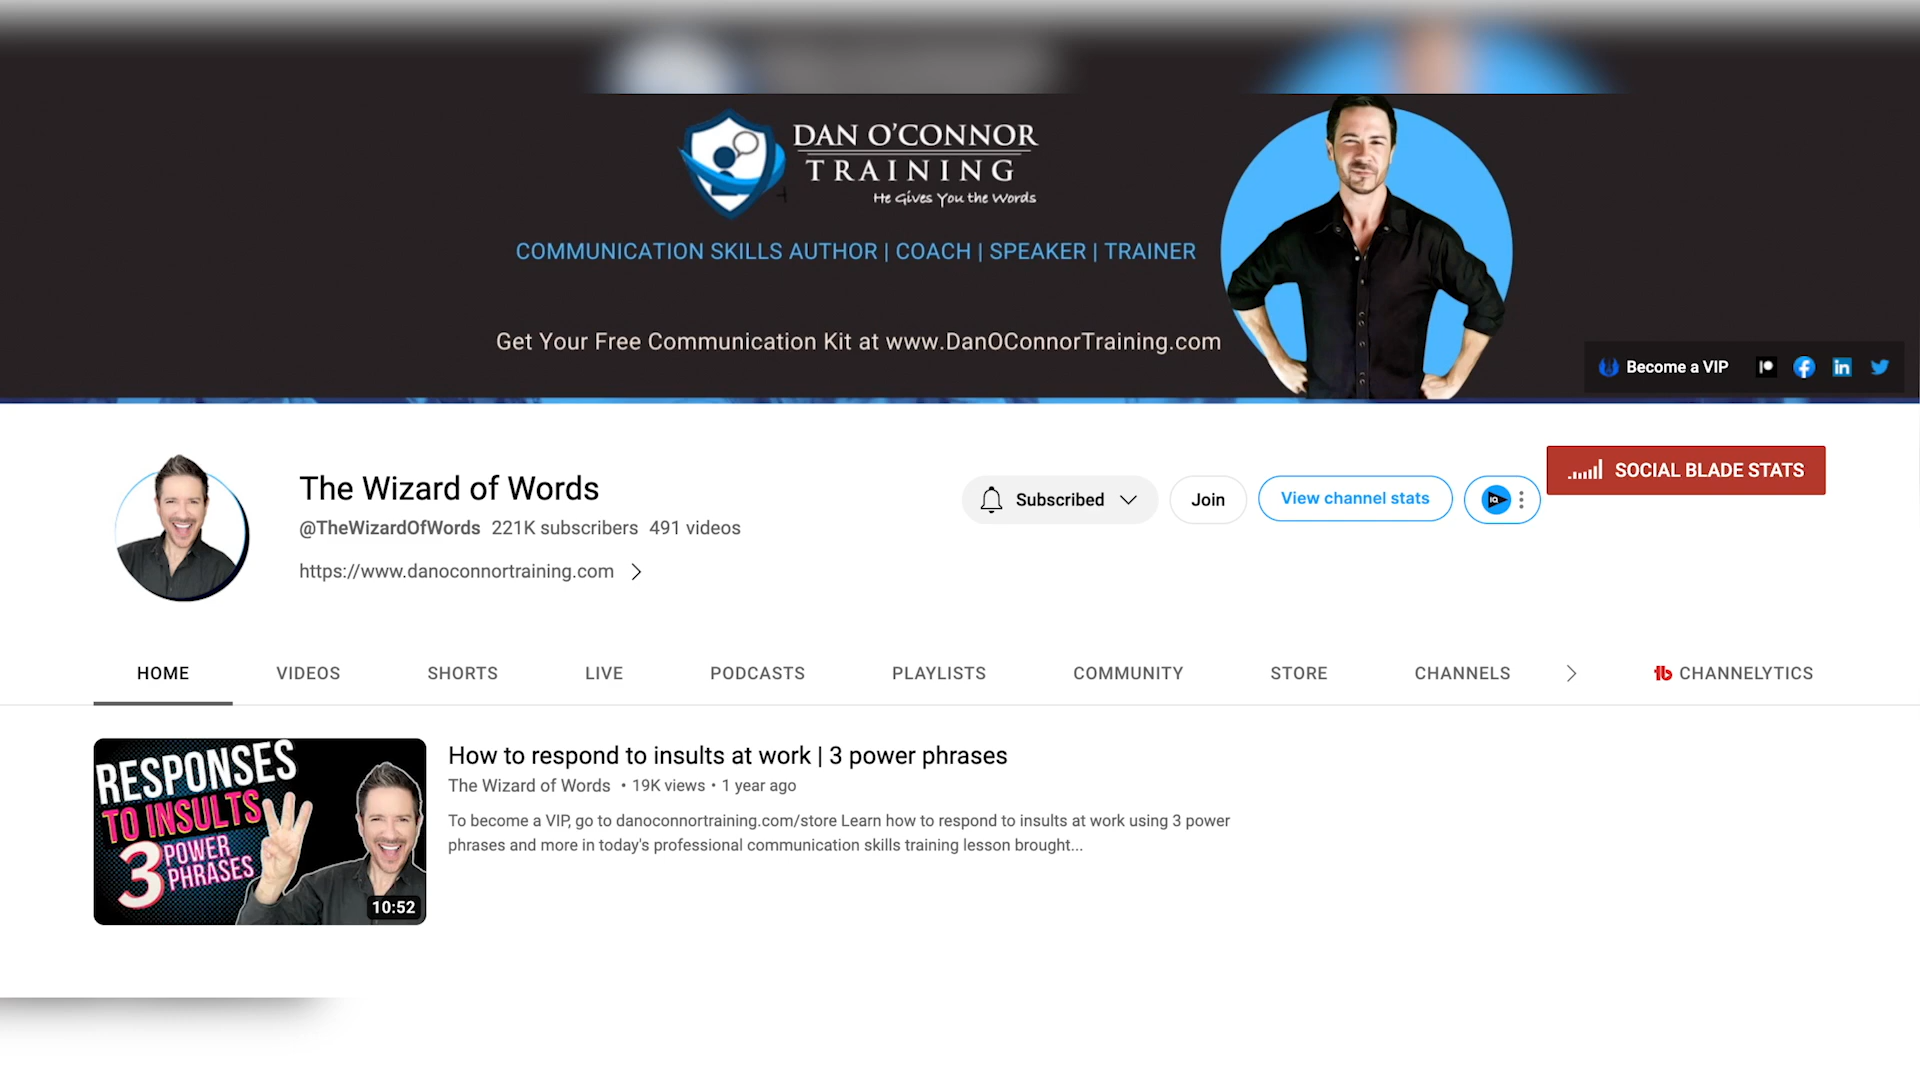 DAN O'CONNOR
TRAINING
He Gives You the Words
COMMUNICATION SKILLS AUTHOR | COACH | SPEAKER | TRAINER
Get Your Free Communication Kit at www.DanOConnorTraining.com
Become a VIP
The Wizard of Words
@TheWizardOfWords 221K subscribers 491 videos
https://www.danoconnortraining.com
Subscribed
Join
View channel stats
IQ
SOCIAL BLADE STATS
HOME VIDEOS SHORTS LIVE PODCASTS PLAYLISTS COMMUNITY STORE CHANNELS tb CHANNELYTICS
RESPONSES
TO INSULTS
3 POWER
PHRASES
10:52
How to respond to insults at work | 3 power phrases
The Wizard of Words • 19K views • 1 year ago
To become a VIP, go to danoconnortraining.com/store Learn how to respond to insults at work using 3 power
phrases and more in today's professional communication skills training lesson brought...